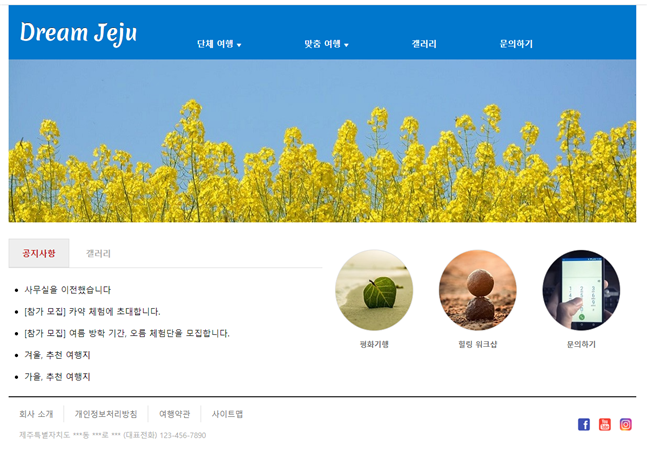 Dream Jeju
단체 여행 맞춤 여행 갤러리 문의하기
공지사항 갤러리
사무실을 이전했습니다
[참가 모집] 카약 체험에 초대합니다.
[참가 모집] 여름 방학 기간, 오름 체험단을 모집합니다.
겨울, 추천 여행지
가을, 추천 여행지
평화기행 힐링 워크샵 문의하기
회사 소개 개인정보처리방침 여행약관 사이트맵
제주특별자치도 ***동 ***로 *** (대표전화) 123-456-7890